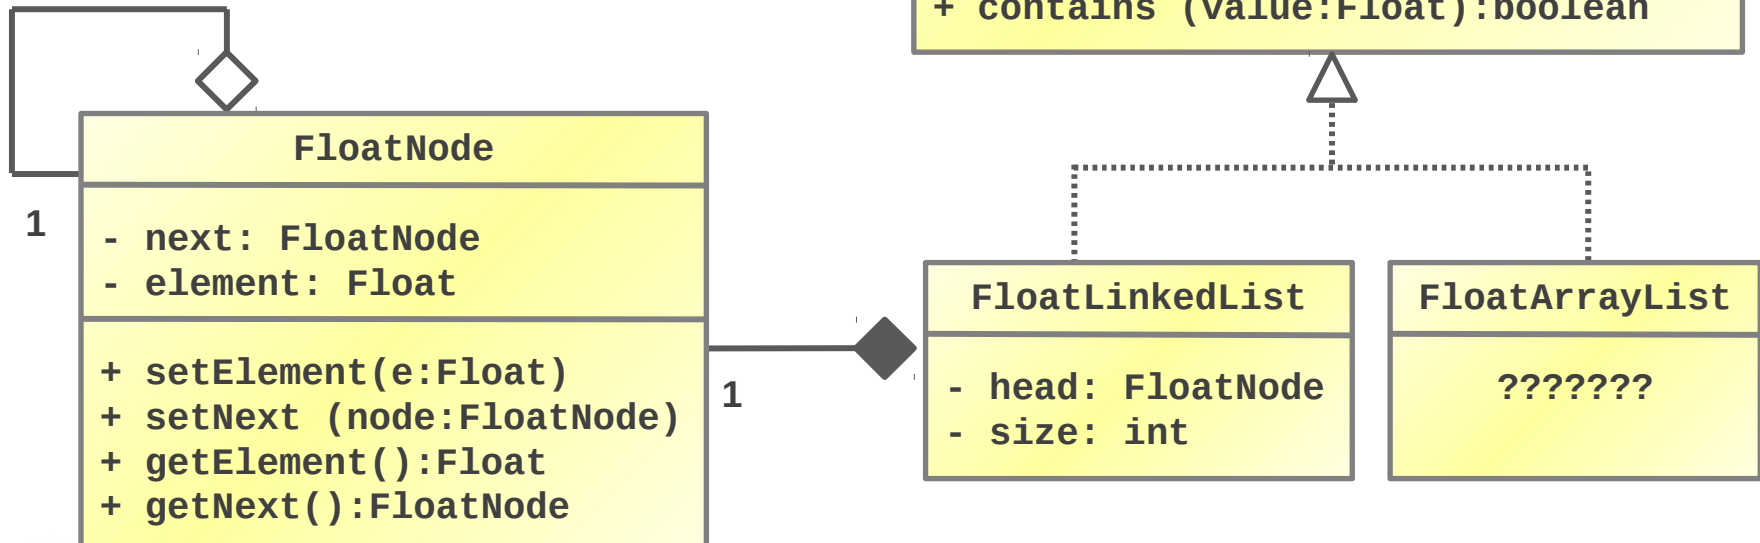 + contains (value:Float):boolean
FloatNode
1
- next: FloatNode
- element: Float
+ setElement(e:Float)
+ setNext (node:FloatNode)
+ getElement():Float
+ getNext():FloatNode
1
FloatLinkedList
- head: FloatNode
- size: int
FloatArrayList
???????